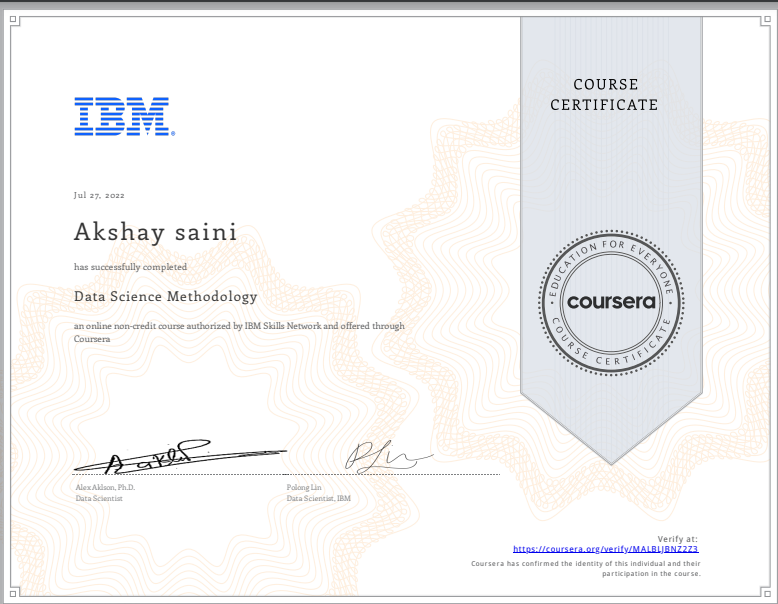 COURSE
CERTIFICATE
IBM®
Jul 27, 2022
Akshay saini
has successfully completed
Data Science Methodology
an online non-credit course authorized by IBM Skills Network and offered through
Coursera
EDUCATION FOR EVERYONE
coursera
COURSE CERTIFICATE
Alex Aklson, Ph.D.
Data Scientist
Polong Lin
Data Scientist, IBM
Verify at:
https://coursera.org/verify/MALBLJBNZ2Z3
Coursera has confirmed the identity of this individual and their
participation in the course.